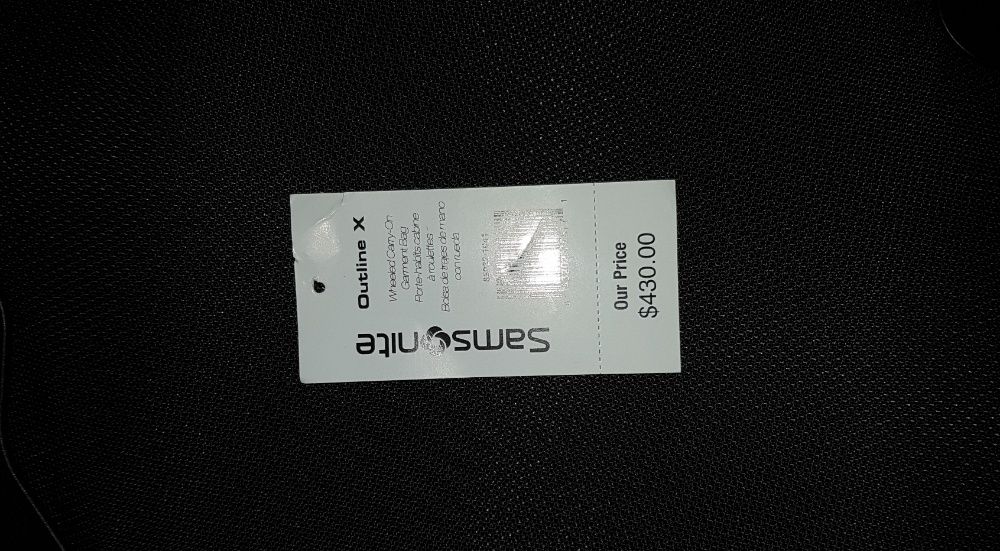 Outline X
Wheeled Carry-On
Garment Bag
Porte-habits cabine
à roulettes
Bolsa de trajes de mano
con rueda
Samsonite
Our Price
$430.00